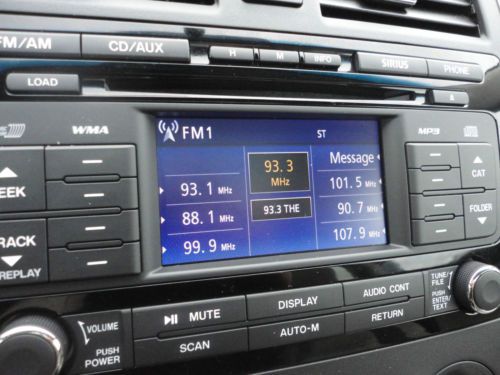 FM/AM
CD/AUX
H
M
INFO
SIRIUS
PHONE
LOAD
WMA
FM1
ST
MP3
93.3
MHz
Message
93.1 MHz
101.5 MHz
93.3 THE
88.1 MHz
90.7 MHz
99.9 MHz
107.9 MHz
SEEK
CAT
TRACK
FOLDER
REPLAY
VOLUME
PUSH
POWER
MUTE
DISPLAY
AUDIO CONT
TUNE/
FILE
SCAN
AUTO-M
RETURN
PUSH
ENTER/
TEXT